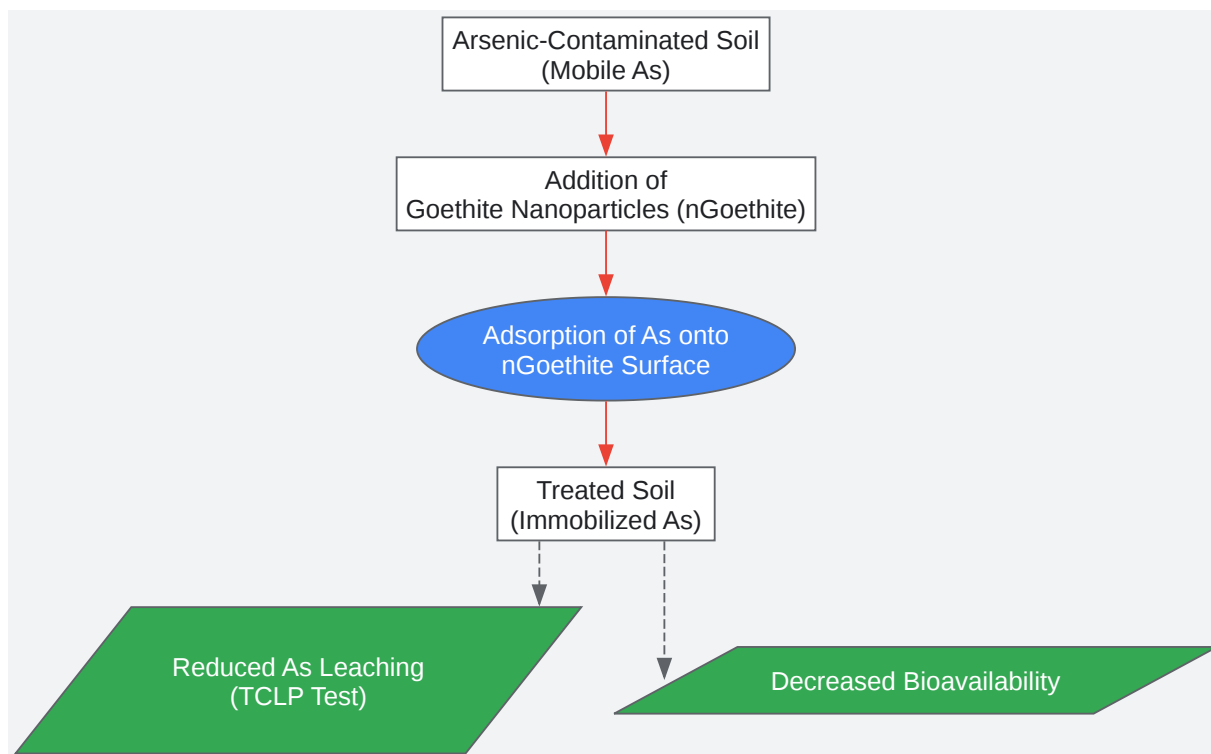 Arsenic-Contaminated Soil
(Mobile As)
Addition of
Goethite Nanoparticles (nGoethite)
Adsorption of As onto
nGoethite Surface
Treated Soil
(Immobilized As)
Reduced As Leaching
(TCLP Test)
Decreased Bioavailability